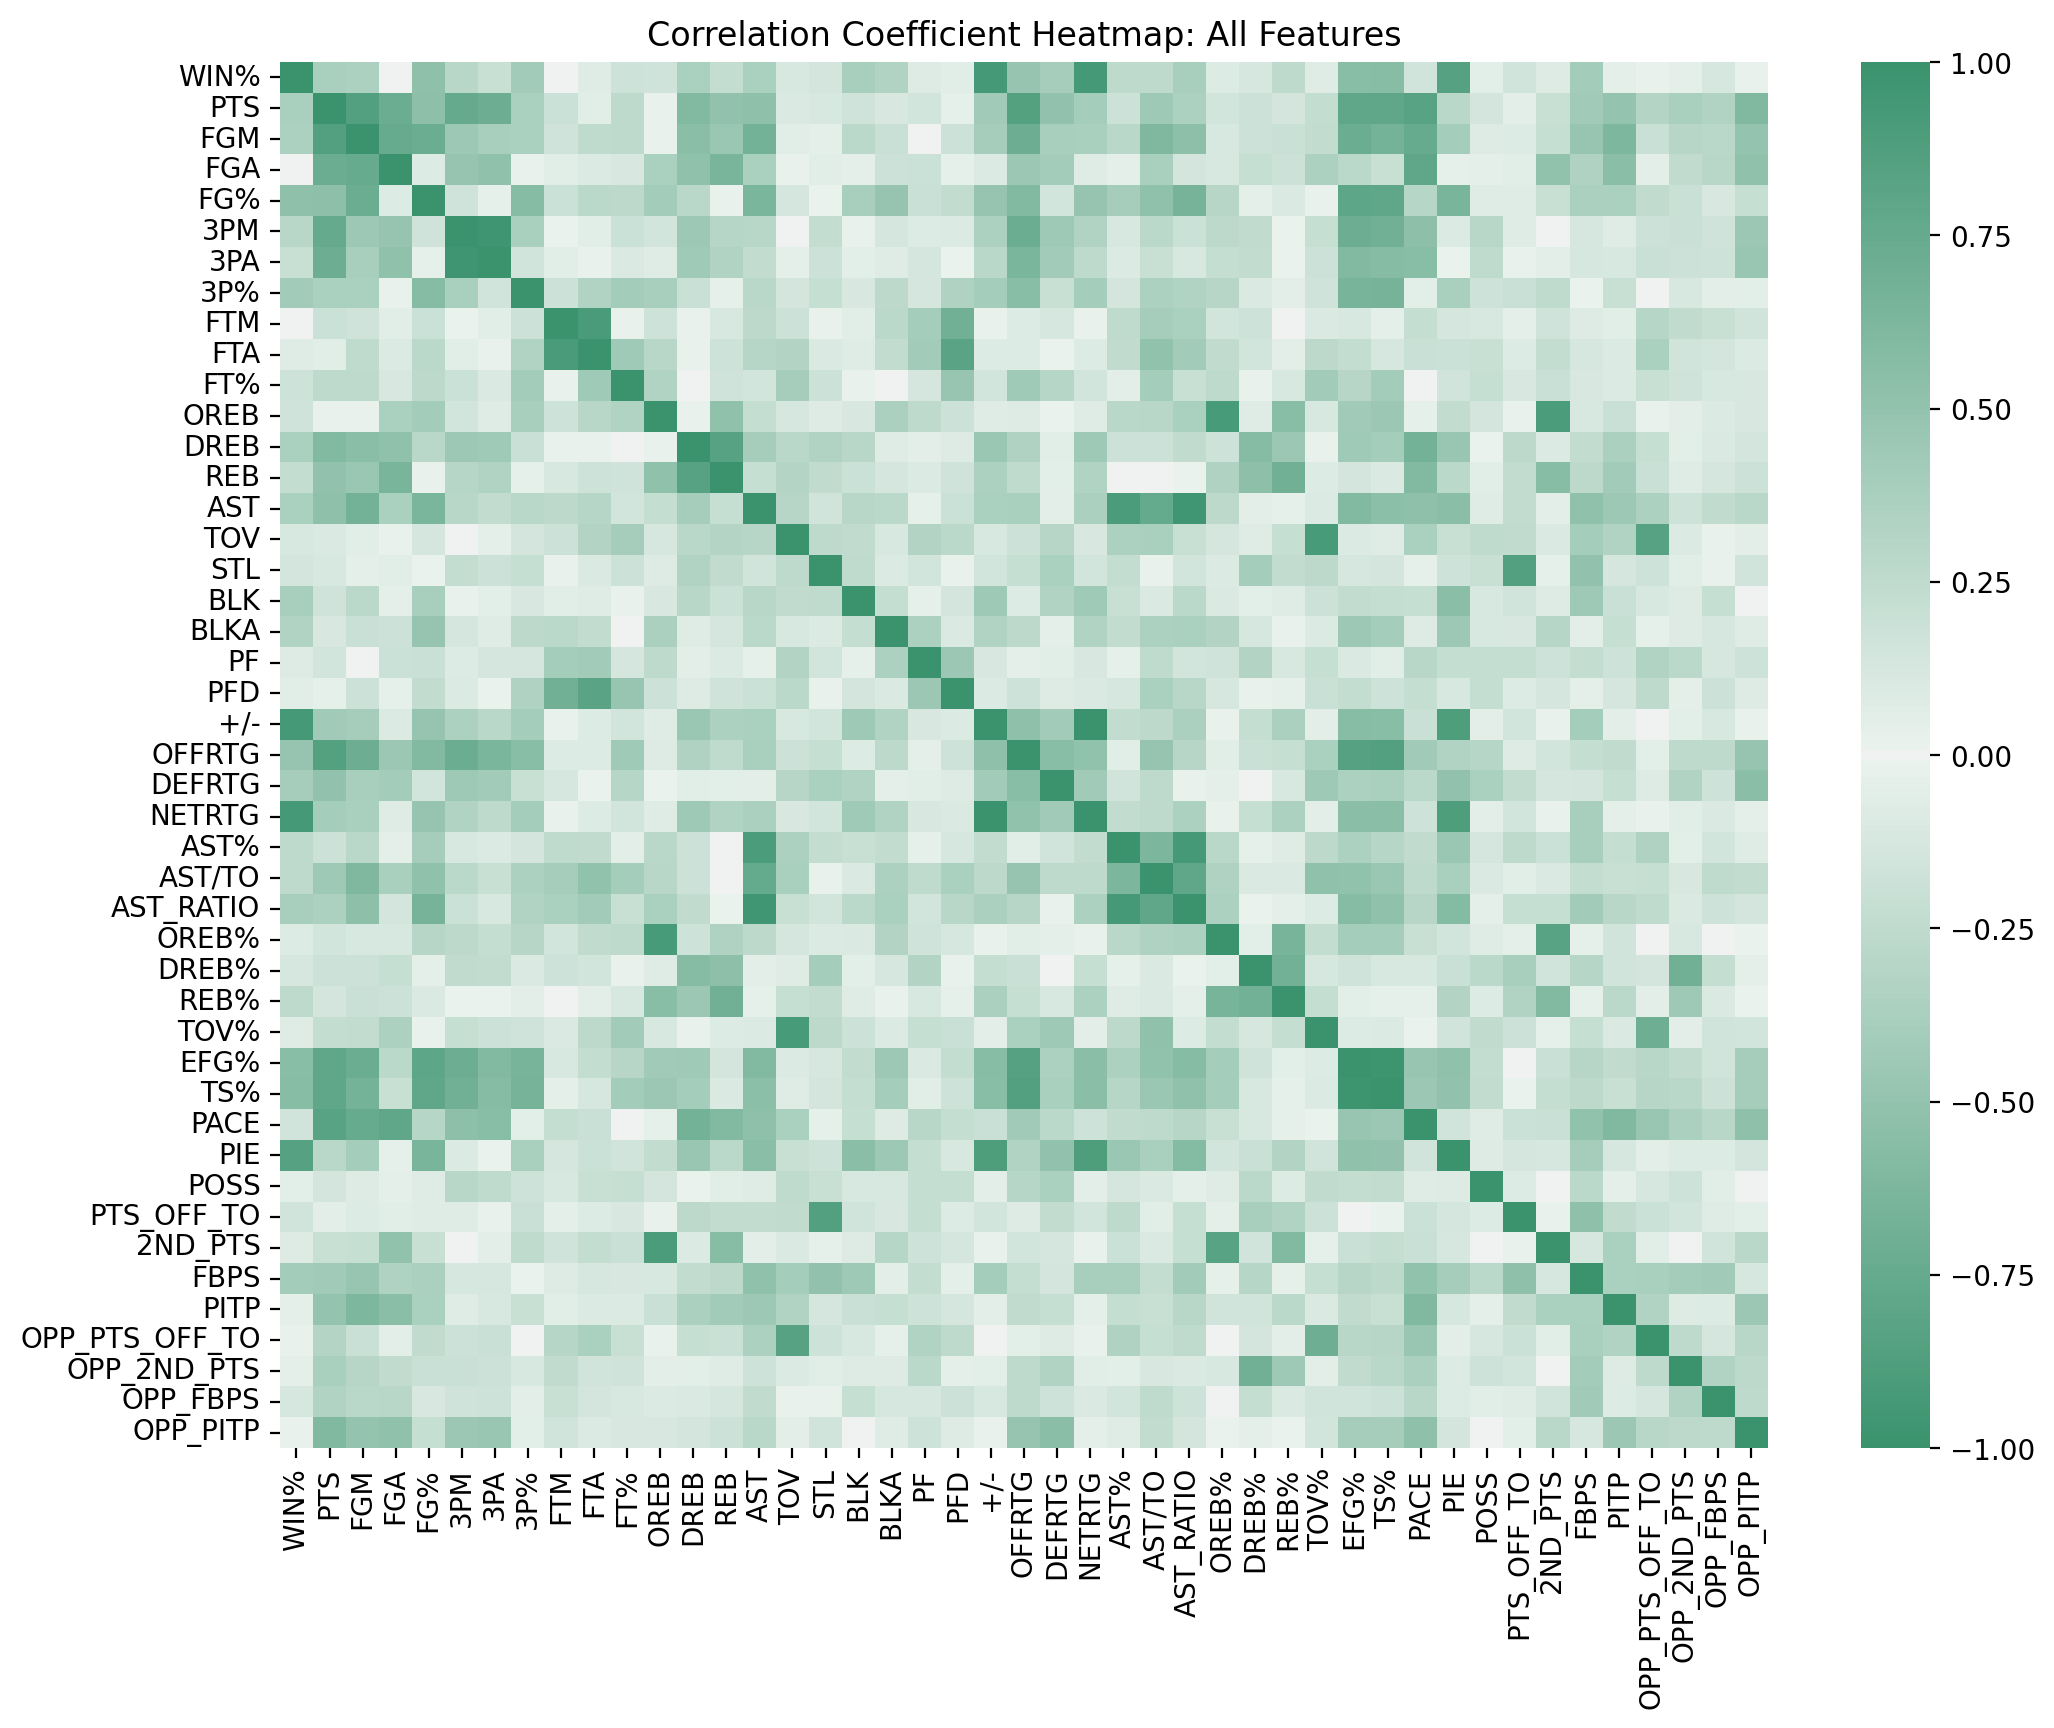 Correlation Coefficient Heatmap: All Features
WIN%
PTS
FGM
FGA
FG%
3PM
3PA
3P%
FTM
FTA
FT%
OREB
DREB
REB
AST
TOV
STL
BLK
BLKA
PF
PFD
+/-
OFFRTG
DEFRTG
NETRTG
AST%
AST/TO
AST_RATIO
OREB%
DREB%
REB%
TOV%
EFG%
TS%
PACE
PIE
POSS
PTS_OFF_TO
2ND_PTS
FBPS
PITP
OPP_PTS_OFF_TO
OPP_2ND_PTS
OPP_FBPS
OPP_PITP
WIN%
PTS
FGM
FGA
FG%
3PM
3PA
3P%
FTM
FTA
FT%
OREB
DREB
REB
AST
TOV
STL
BLK
BLKA
PF
PFD
+/-
OFFRTG
DEFRTG
NETRTG
AST%
AST/TO
AST_RATIO
OREB%
DREB%
REB%
TOV%
EFG%
TS%
PACE
PIE
POSS
PTS_OFF_TO
2ND_PTS
FBPS
PITP
OPP_PTS_OFF_TO
OPP_2ND_PTS
OPP_FBPS
OPP_PITP
1.00
0.75
0.50
0.25
0.00
−0.25
−0.50
−0.75
−1.00